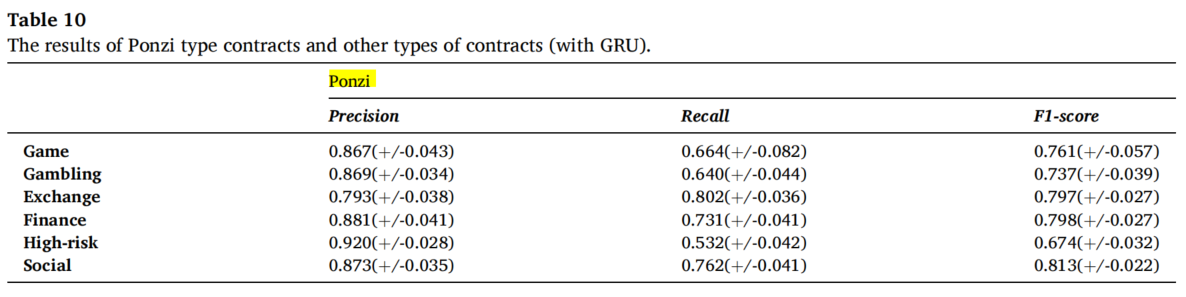 Table 10
The results of Ponzi type contracts and other types of contracts (with GRU).
Ponzi
Precision Recall F1-score
Game 0.867(+/-0.043) 0.664(+/-0.082) 0.761(+/-0.057)
Gambling 0.869(+/-0.034) 0.640(+/-0.044) 0.737(+/-0.039)
Exchange 0.793(+/-0.038) 0.802(+/-0.036) 0.797(+/-0.027)
Finance 0.881(+/-0.041) 0.731(+/-0.041) 0.798(+/-0.027)
High-risk 0.920(+/-0.028) 0.532(+/-0.042) 0.674(+/-0.032)
Social 0.873(+/-0.035) 0.762(+/-0.041) 0.813(+/-0.022)